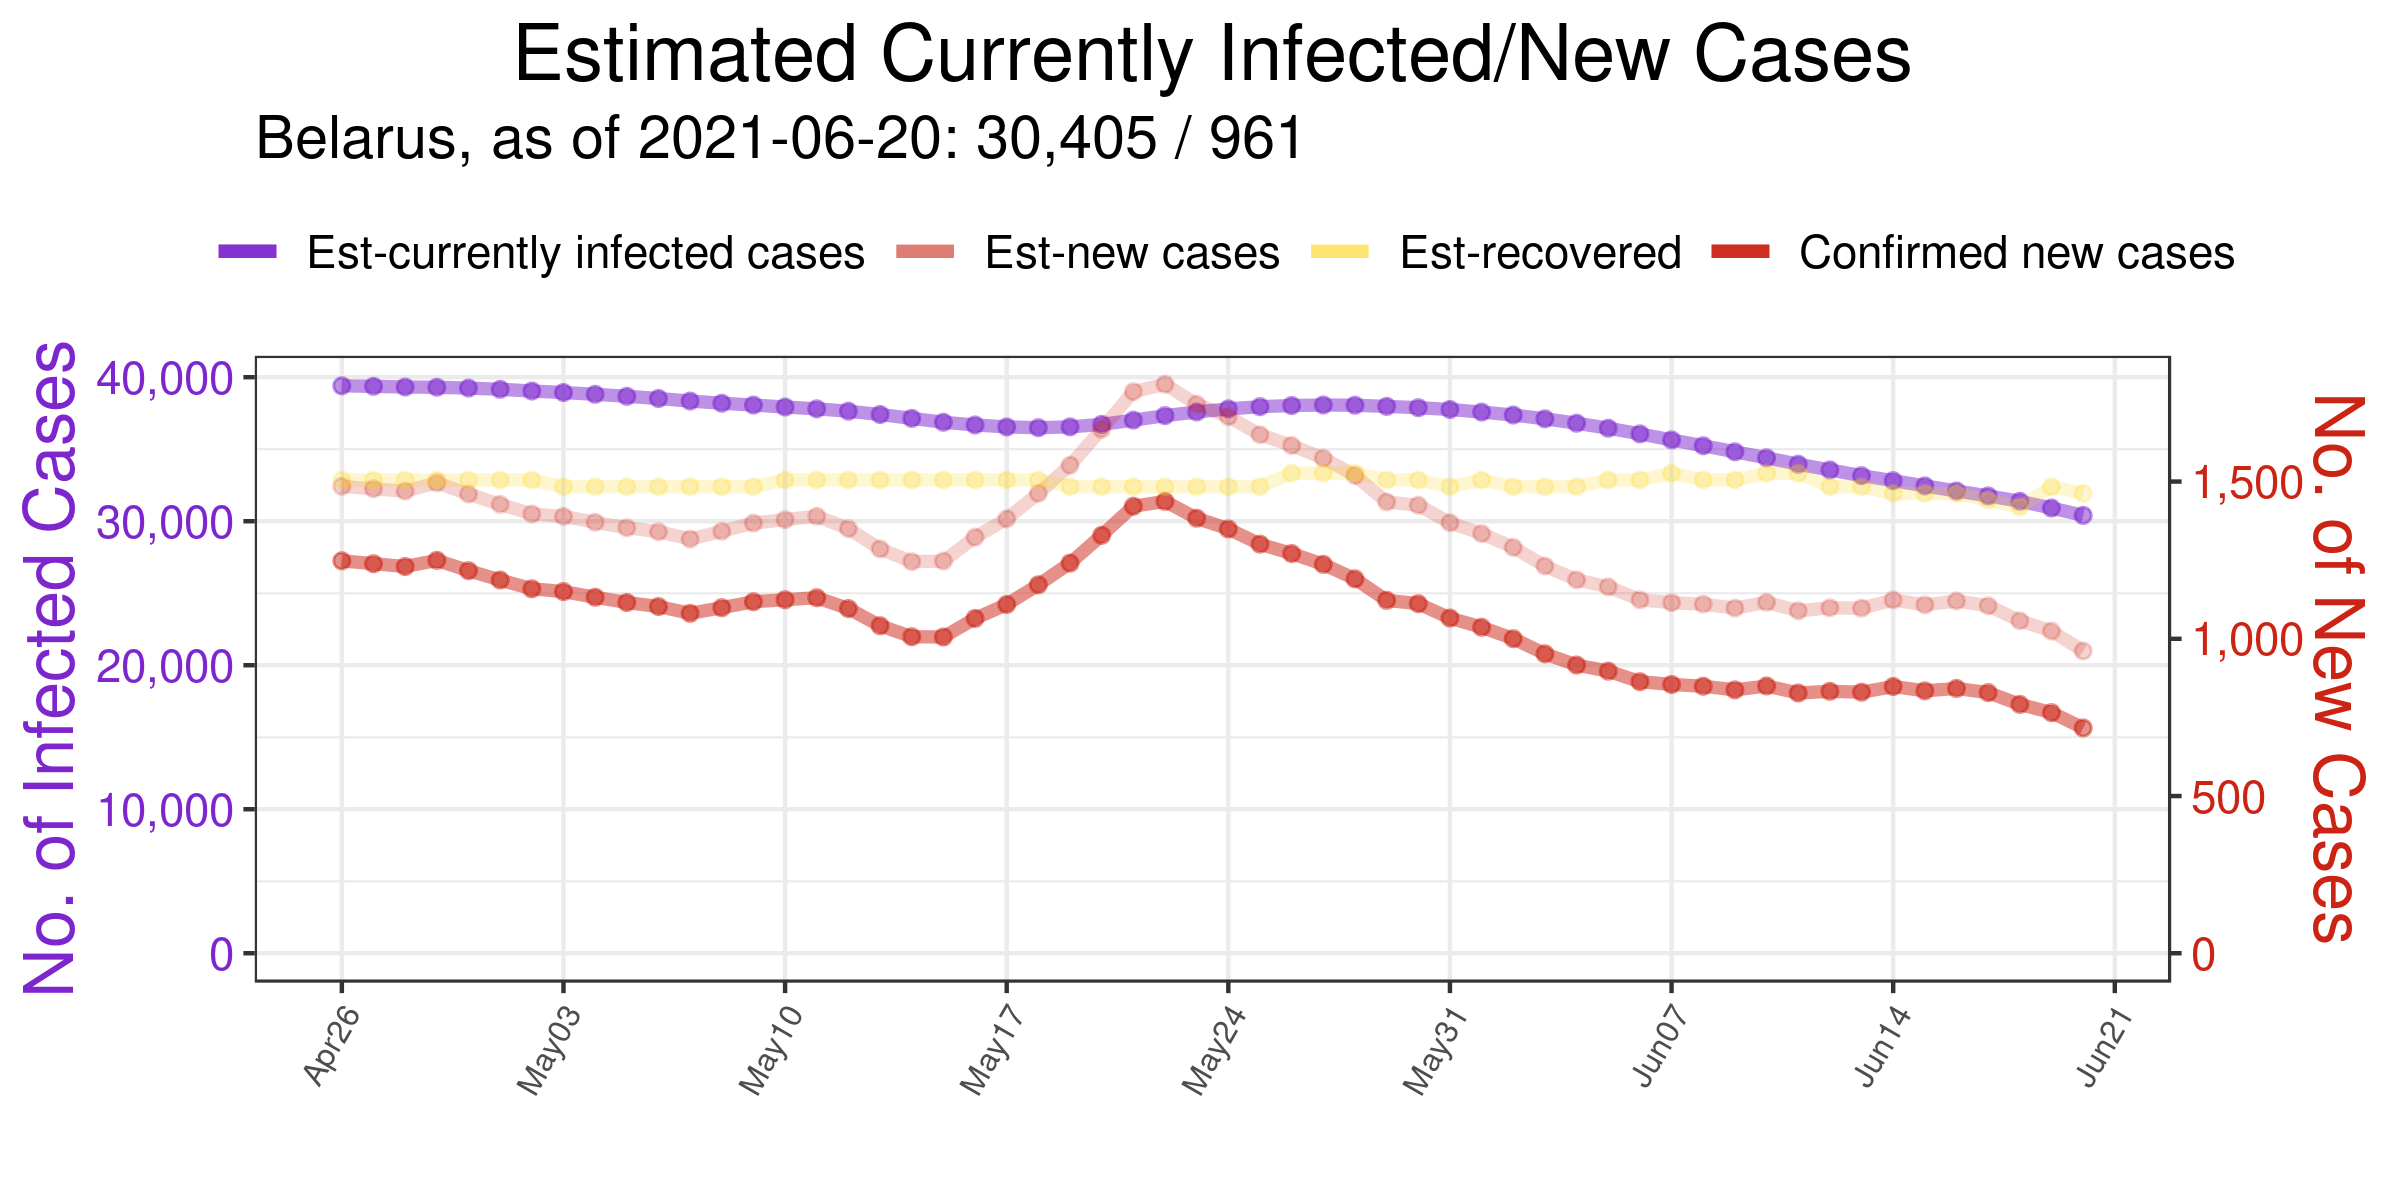 Estimated Currently Infected/New Cases
Belarus, as of 2021-06-20: 30,405 / 961
Est-currently infected cases Est-new cases Est-recovered Confirmed new cases
No. of Infected Cases
40,000
30,000
20,000
10,000
0
No. of New Cases
1,500
1,000
500
0
Apr26 May03 May10 May17 May24 May31 Jun07 Jun14 Jun21